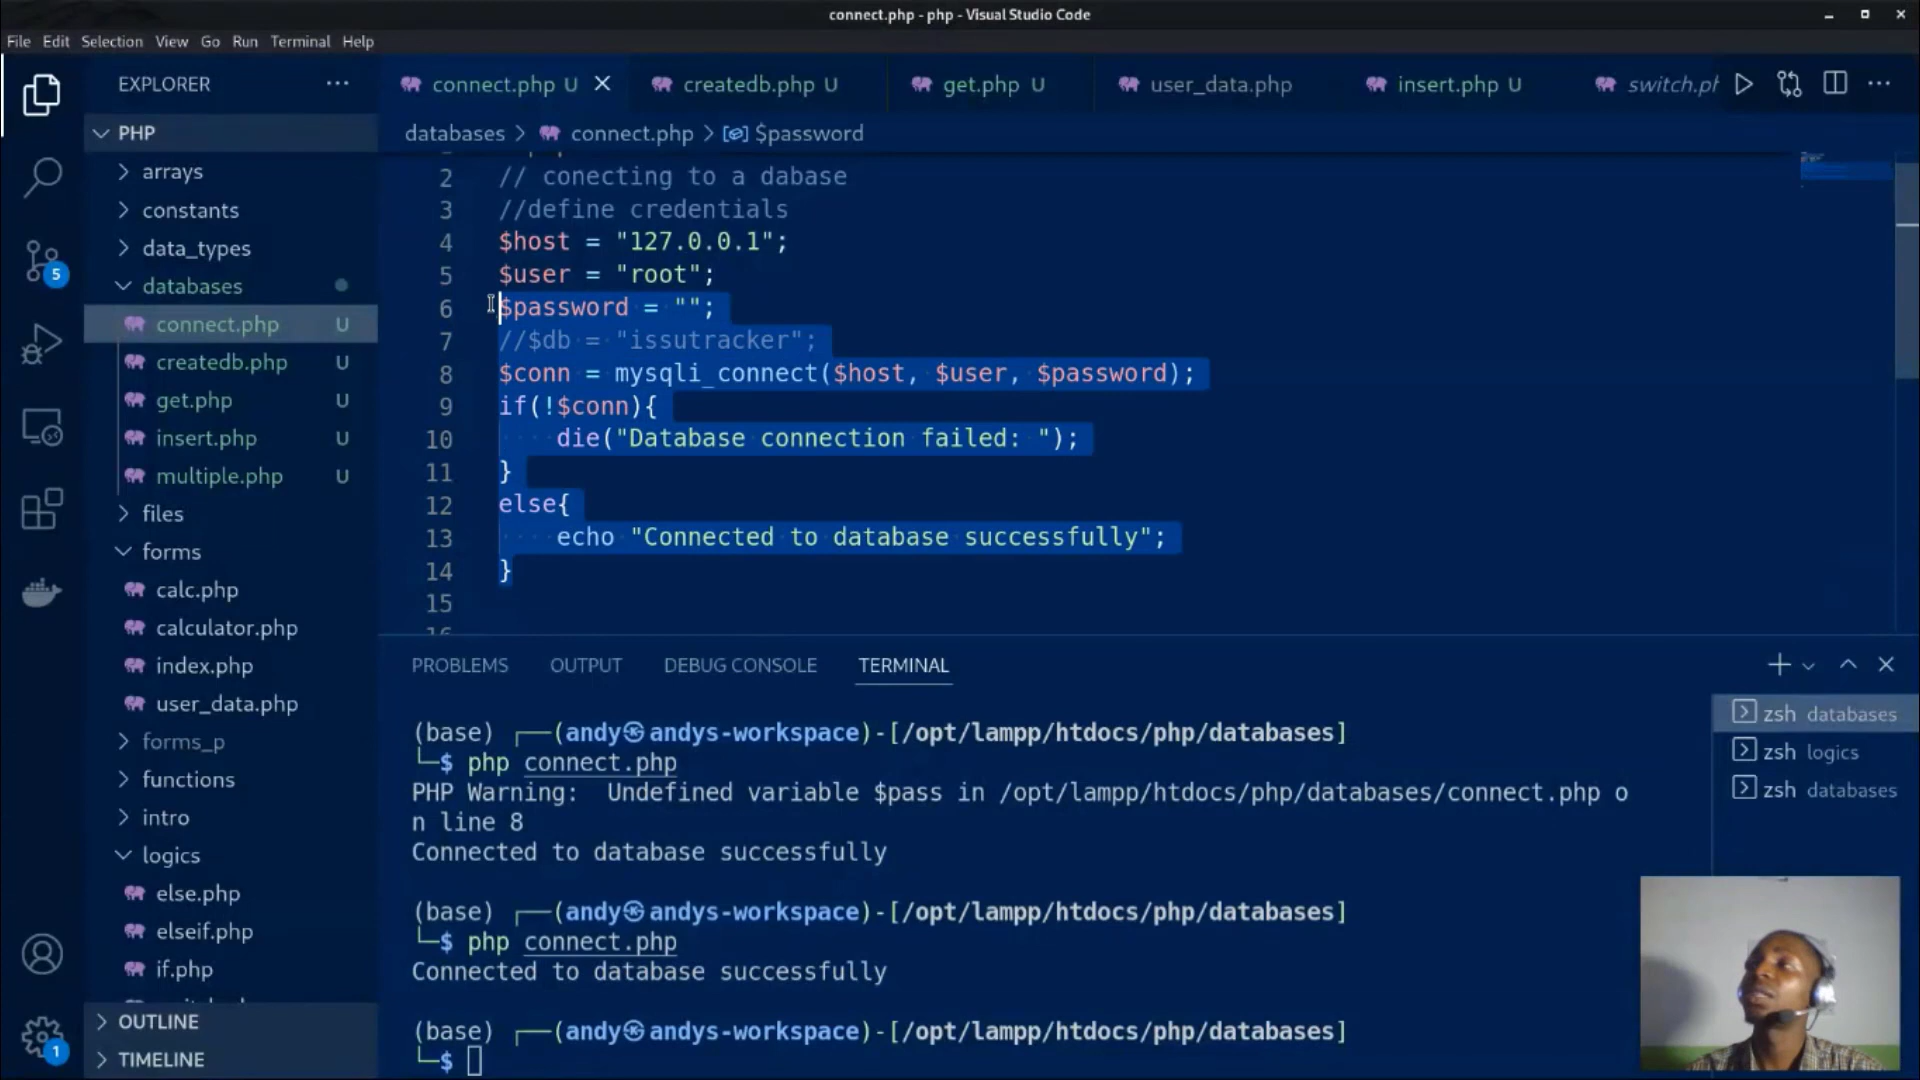 connect.php - php - Visual Studio Code
File Edit Selection View Go Run Terminal Help
EXPLORER
connect.php U
createdb.php U
get.php U
user_data.php
insert.php U
switch.ph
PHP
databases > connect.php > $password
arrays
constants
data_types
databases
connect.php U
createdb.php U
get.php U
insert.php U
multiple.php U
files
forms
calc.php
calculator.php
index.php
user_data.php
forms_p
functions
intro
logics
else.php
elseif.php
if.php
OUTLINE
TIMELINE
5
1
2 // conecting to a dabase
3 //define credentials
4 $host = "127.0.0.1";
5 $user = "root";
6 $password = "";
7 //$db = "issutracker";
8 $conn = mysqli_connect($host, $user, $password);
9 if(!$conn){
10 die("Database connection failed: ");
11 }
12 else{
13 echo "Connected to database successfully";
14 }
15
PROBLEMS OUTPUT DEBUG CONSOLE TERMINAL
(base) ┌──(andy㉿andys-workspace)-[/opt/lampp/htdocs/php/databases]
└─$ php connect.php
PHP Warning:  Undefined variable $pass in /opt/lampp/htdocs/php/databases/connect.php o
n line 8
Connected to database successfully
(base) ┌──(andy㉿andys-workspace)-[/opt/lampp/htdocs/php/databases]
└─$ php connect.php
Connected to database successfully
(base) ┌──(andy㉿andys-workspace)-[/opt/lampp/htdocs/php/databases]
└─$
zsh databases
zsh logics
zsh databases